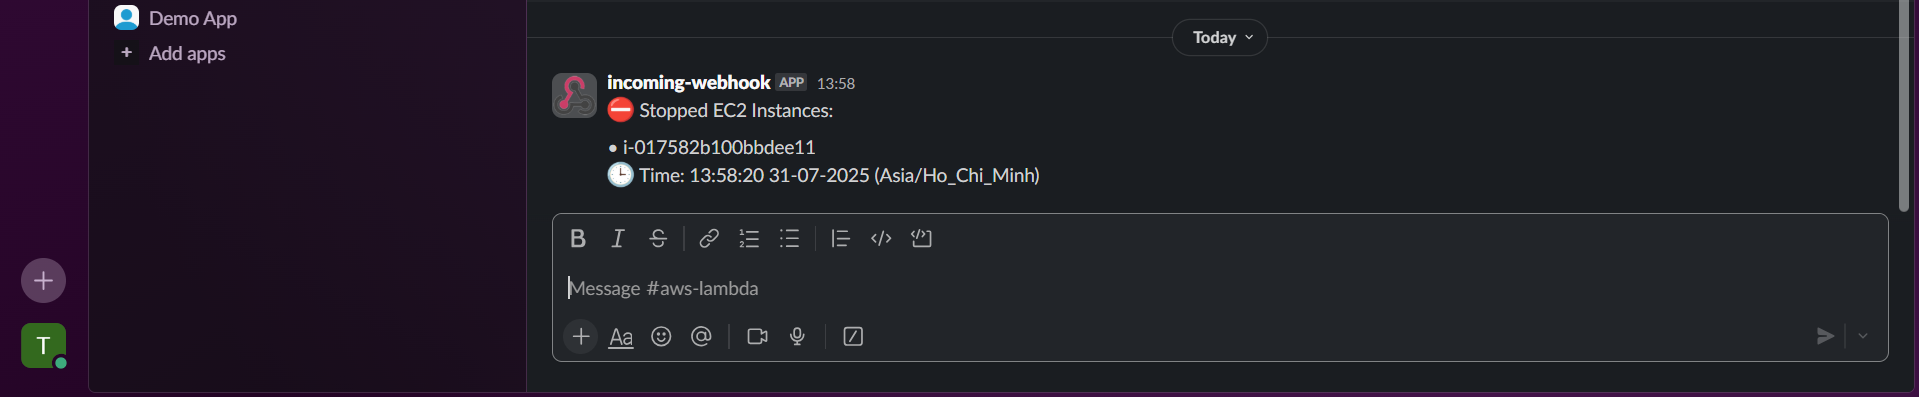 Demo App
+ Add apps
Today
incoming-webhook APP 13:58
⛔ Stopped EC2 Instances:
• i-017582b100bbdee11
🕒 Time: 13:58:20 31-07-2025 (Asia/Ho_Chi_Minh)
B I S
Message #aws-lambda
Aa
T